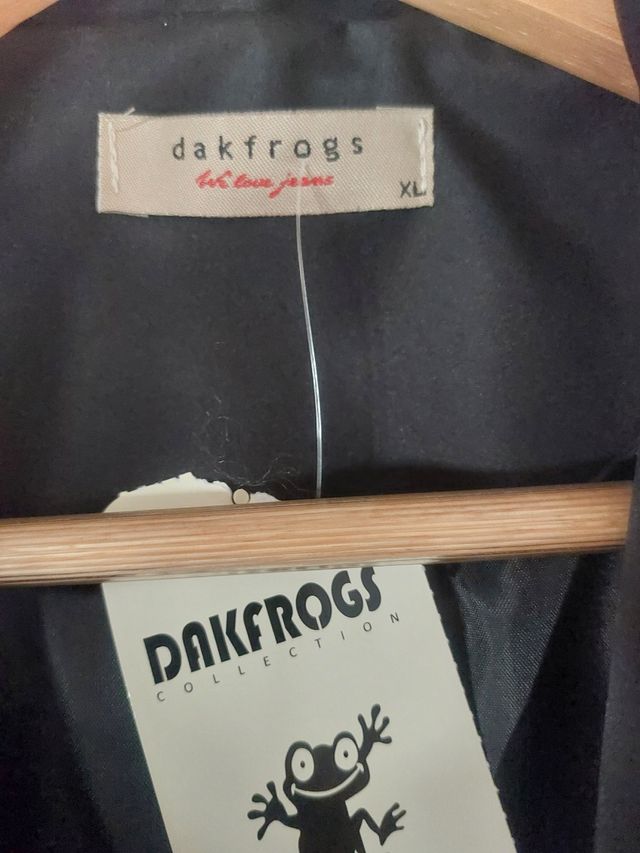 dakfrogs
We love jeans
XL
DAKFROGS
COLLECTION